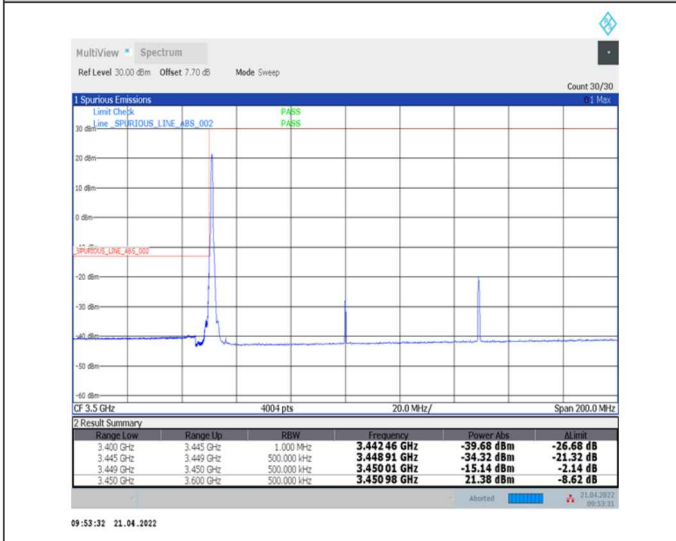 MultiView Spectrum
Ref Level 30.00 dBm Offset 7.70 dB Mode Sweep
Count 30/30
1 Spurious Emissions 1 Max
Limit Check PASS
Line _SPURIOUS_LINE_ABS_002 PASS
30 dBm
20 dBm
10 dBm
0 dBm
_SPURIOUS_LINE_ABS_002
-20 dBm
-30 dBm
-40 dBm
-50 dBm
-60 dBm
CF 3.5 GHz 4004 pts 20.0 MHz/ Span 200.0 MHz
2 Result Summary
Range Low Range Up RBW Frequency Power Abs ΔLimit
3.400 GHz 3.445 GHz 1.000 MHz 3.442 46 GHz -39.68 dBm -26.68 dB
3.445 GHz 3.449 GHz 500.000 kHz 3.448 91 GHz -34.32 dBm -21.32 dB
3.449 GHz 3.450 GHz 500.000 kHz 3.450 01 GHz -15.14 dBm -2.14 dB
3.450 GHz 3.600 GHz 500.000 kHz 3.450 98 GHz 21.38 dBm -8.62 dB
Aborted 21.04.2022
09:53:31
09:53:32 21.04.2022